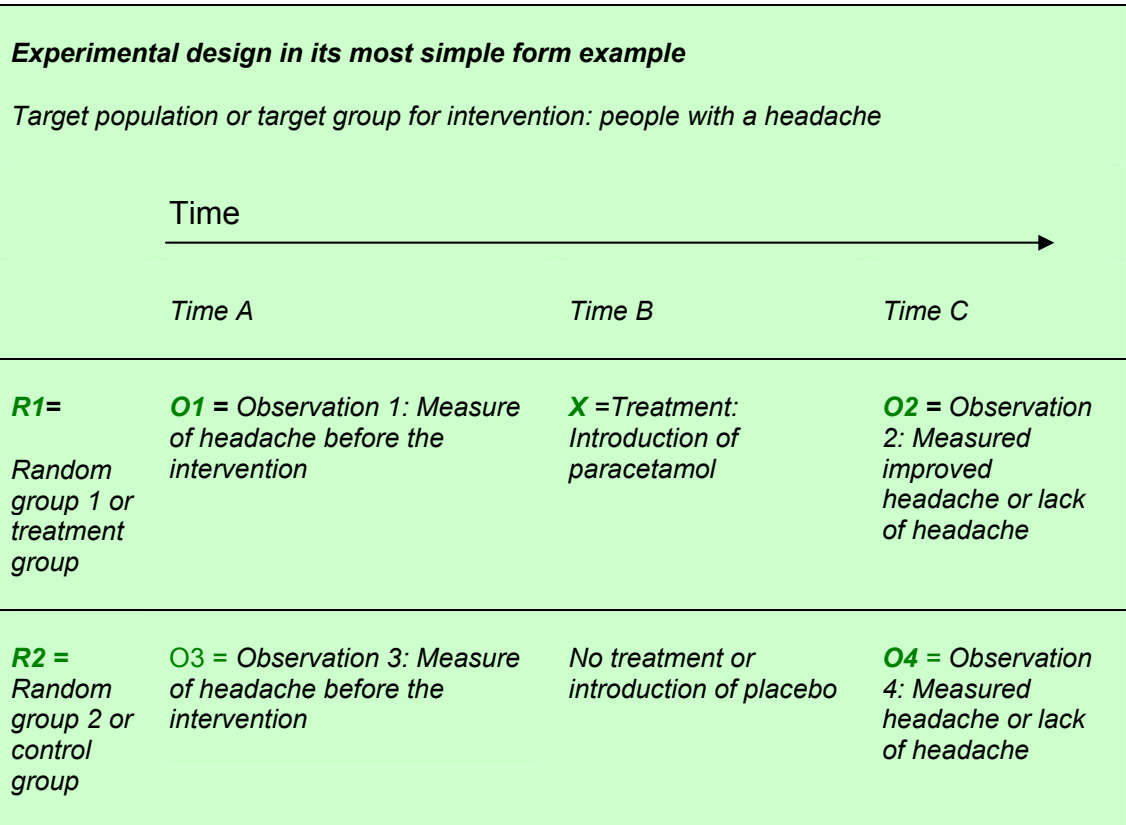 Experimental design in its most simple form example
Target population or target group for intervention: people with a headache
Time
Time A
Time B
Time C
R1=
Random
group 1 or
treatment
group
O1 = Observation 1: Measure
of headache before the
intervention
X =Treatment:
Introduction of
paracetamol
O2 = Observation
2: Measured
improved
headache or lack
of headache
R2 =
Random
group 2 or
control
group
O3 = Observation 3: Measure
of headache before the
intervention
No treatment or
introduction of placebo
O4 = Observation
4: Measured
headache or lack
of headache